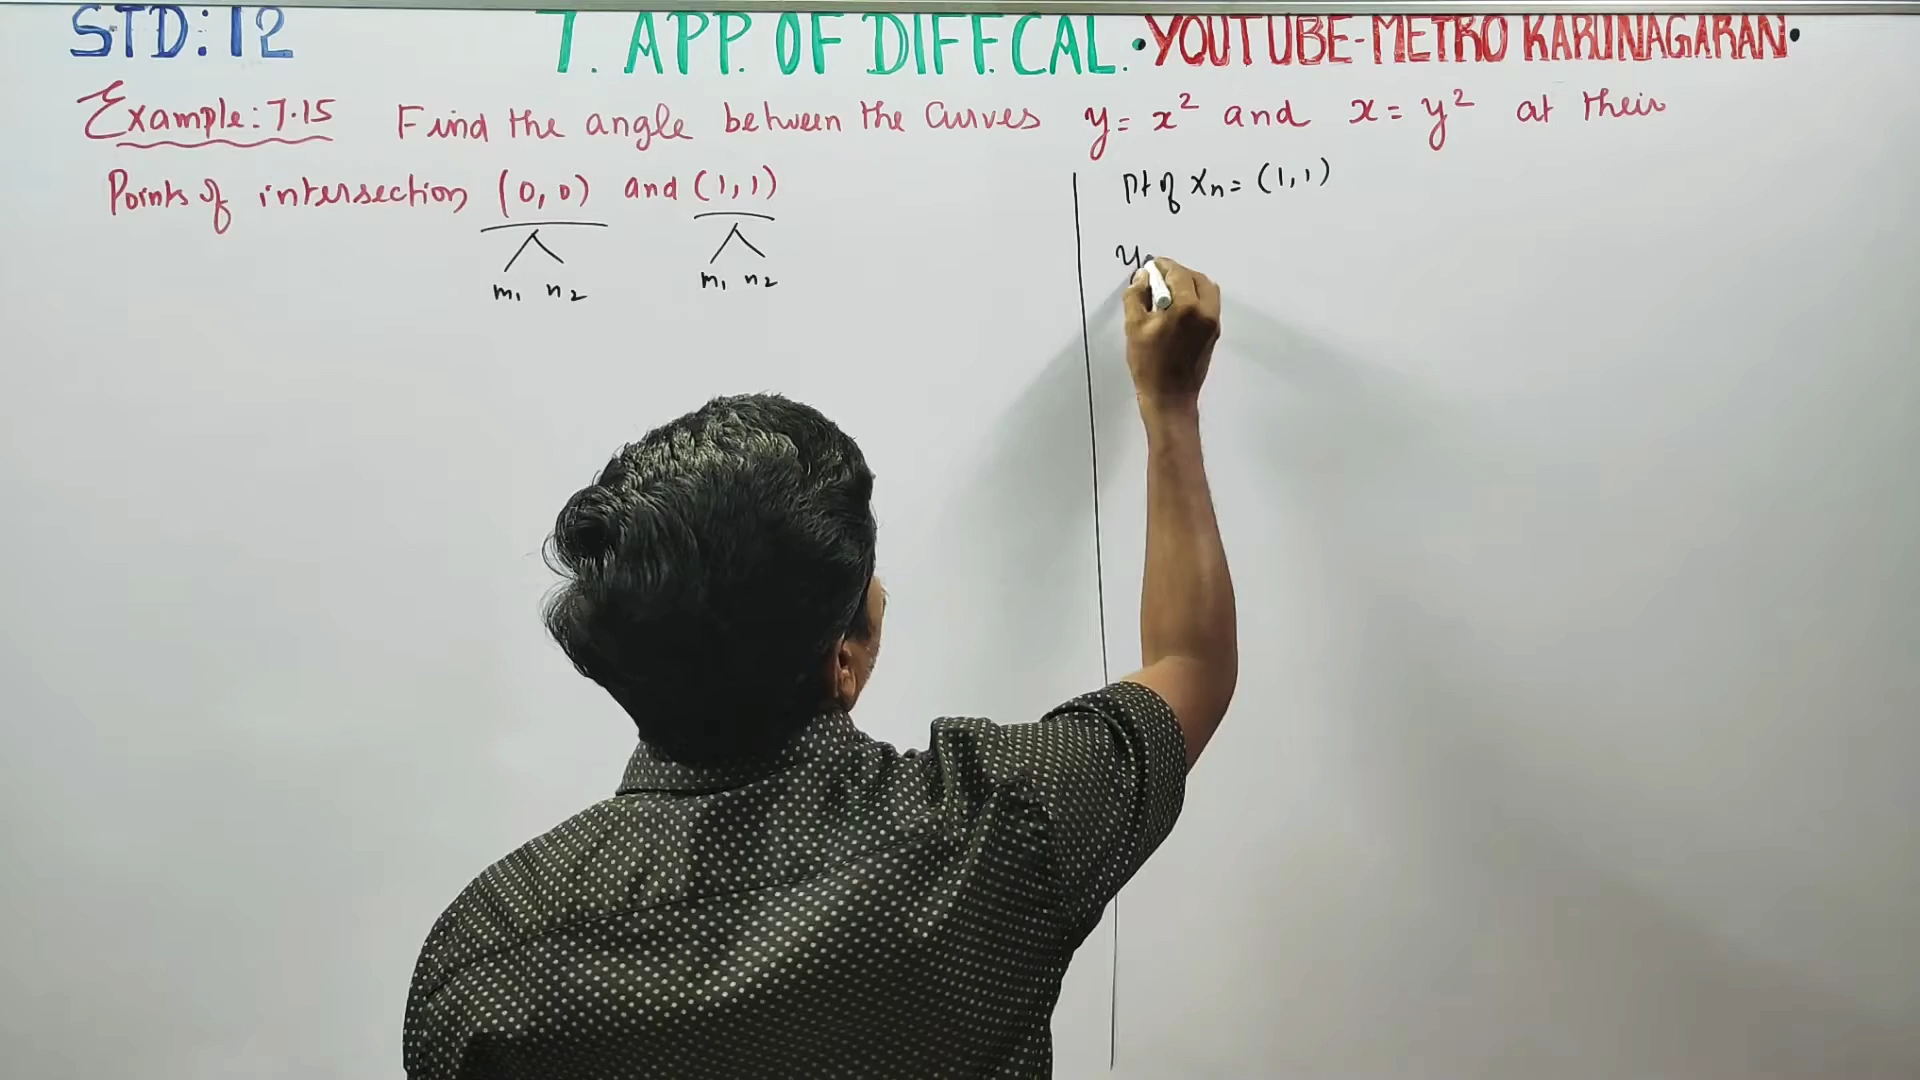 STD: 12 7. APP. OF DIFF. CAL. • YOUTUBE-METRO KARUNAGARAN •
Example: 7.15 Find the angle between the curves y = x² and x = y² at their
Points of intersection (0, 0) and (1, 1)
m₁ n₂ m₁ n₂
Pt of Xn = (1, 1)
y